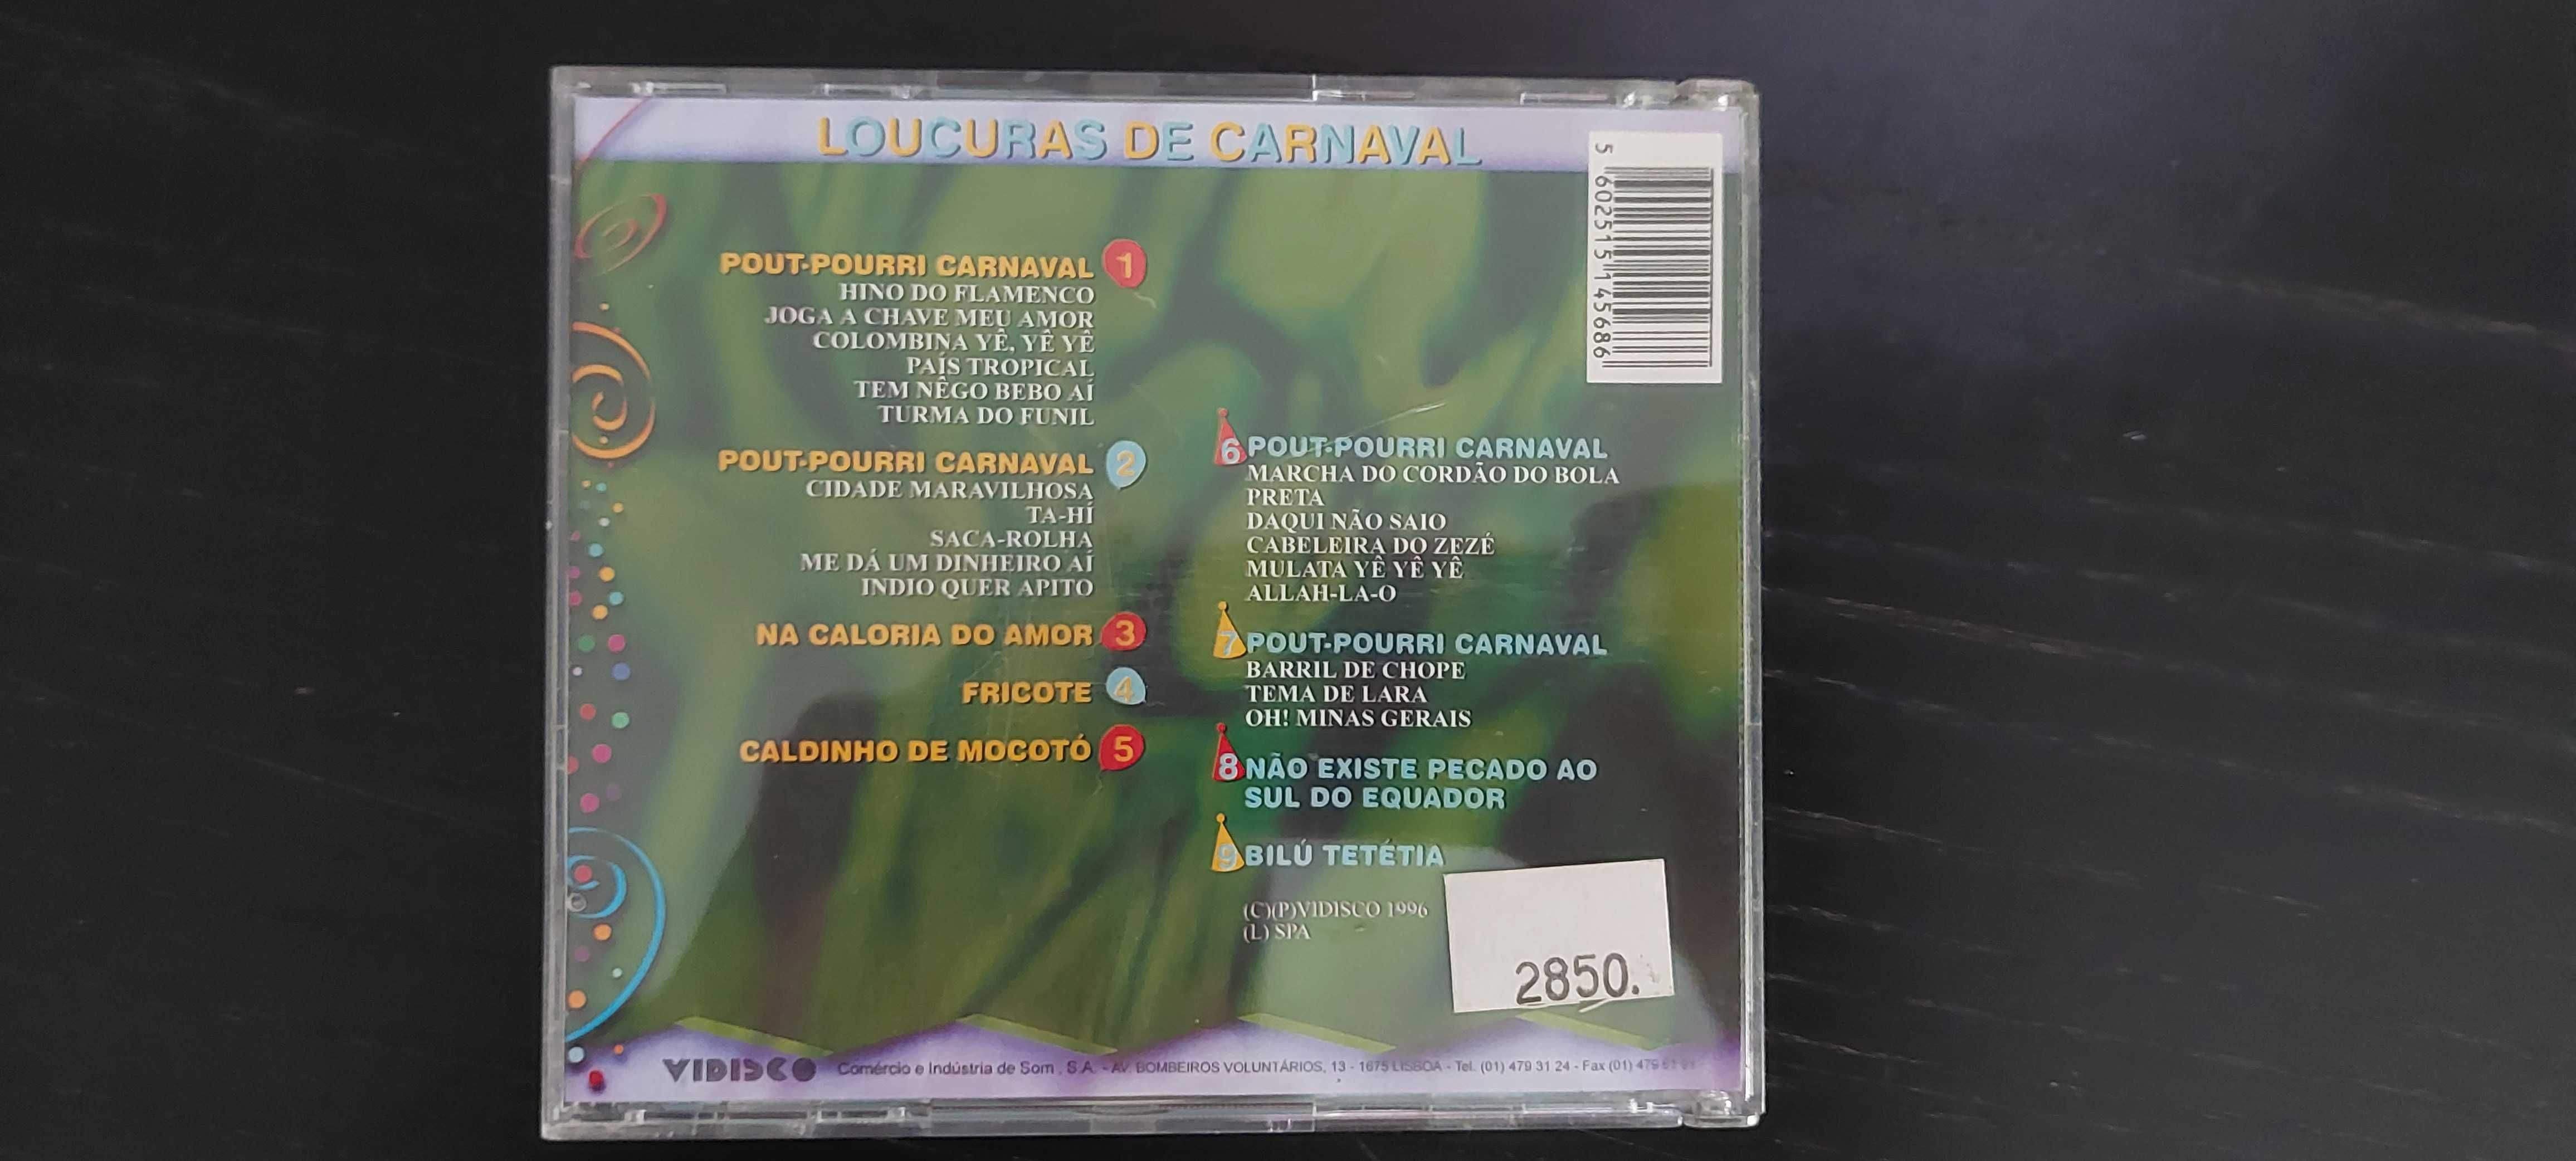 LOUCURAS DE CARNAVAL
5 602515 145686
POUT-POURRI CARNAVAL 1
HINO DO FLAMENCO
JOGA A CHAVE MEU AMOR
COLOMBINA YÊ, YÊ YÊ
PAÍS TROPICAL
TEM NÊGO BEBO AÍ
TURMA DO FUNIL
POUT-POURRI CARNAVAL 2
CIDADE MARAVILHOSA
TA-HÍ
SACA-ROLHA
ME DÁ UM DINHEIRO AÍ
INDIO QUER APITO
NA CALORIA DO AMOR 3
FRICOTE 4
CALDINHO DE MOCOTÓ 5
6 POUT-POURRI CARNAVAL
MARCHA DO CORDÃO DO BOLA
PRETA
DAQUI NÃO SAIO
CABELEIRA DO ZEZÉ
MULATA YÊ YÊ YÊ
ALLAH-LA-O
7 POUT-POURRI CARNAVAL
BARRIL DE CHOPE
TEMA DE LARA
OH! MINAS GERAIS
8 NÃO EXISTE PECADO AO
SUL DO EQUADOR
9 BILÚ TETÉTIA
(C)(P)VIDISCO 1996
(L) SPA
2850.
VIDISCO Comércio e Indústria de Som , S.A. - AV. BOMBEIROS VOLUNTÁRIOS, 13 - 1675 LISBOA - Tel. (01) 479 31 24 - Fax (01) 479